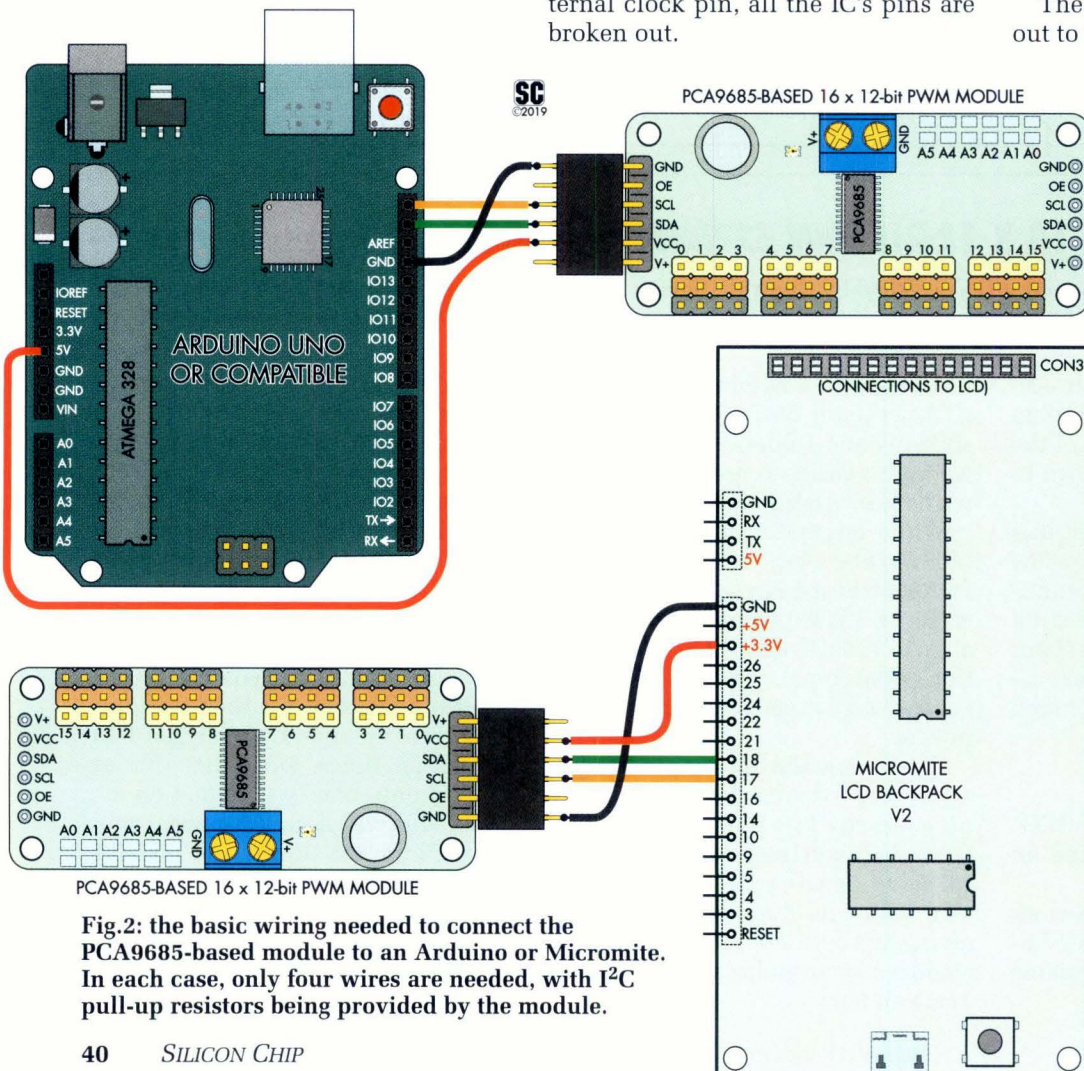 ternal clock pin, all the IC's pins are
broken out.
The
out to
SC
©2019
PCA9685-BASED 16 x 12-bit PWM MODULE
V+
GND
A5 A4 A3 A2 A1 A0
GND
OE
SCL
SDA
VCC
V+
PCA9685
0 1 2 3
4 5 6 7
8 9 10 11
12 13 14 15
GND
OE
SCL
SDA
VCC
V+
4 3
1 2
AREF
GND
IO13
IO12
IO11
IO10
IO9
IO8
IO7
IO6
IO5
IO4
IO3
IO2
TX→
RX←
IOREF
RESET
3.3V
5V
GND
GND
VIN
A0
A1
A2
A3
A4
A5
ATMEGA 328
ARDUINO UNO
OR COMPATIBLE
CON3
(CONNECTIONS TO LCD)
GND
RX
TX
5V
GND
+5V
+3.3V
26
25
24
22
21
18
17
16
14
10
9
5
4
3
RESET
MICROMITE
LCD BACKPACK
V2
V+
VCC
SDA
SCL
OE
GND
15 14 13 12
11 10 9 8
7 6 5 4
3 2 1 0
PCA9685
V+
VCC
SDA
SCL
OE
GND
A0 A1 A2 A3 A4 A5
GND
V+
PCA9685-BASED 16 x 12-bit PWM MODULE
Fig.2: the basic wiring needed to connect the
PCA9685-based module to an Arduino or Micromite.
In each case, only four wires are needed, with I²C
pull-up resistors being provided by the module.
40 SILICON CHIP